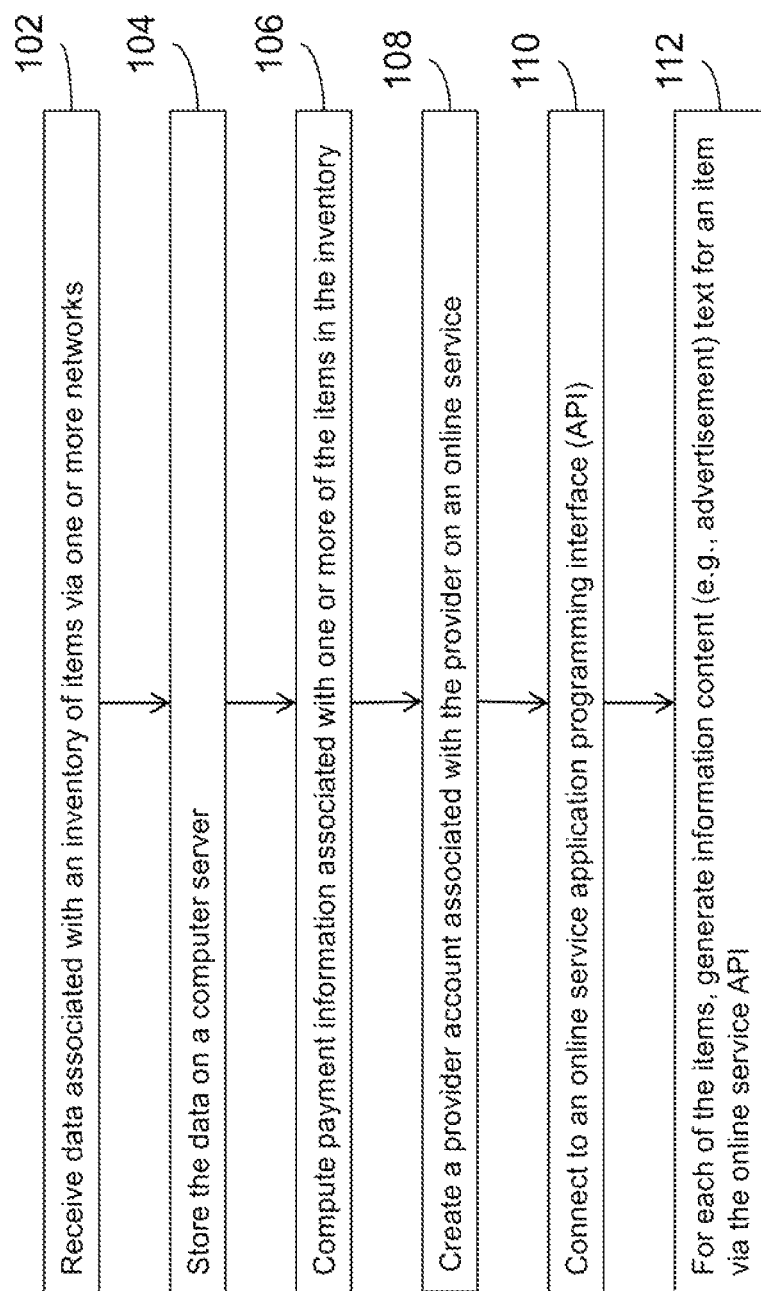 Receive data associated with an inventory of items via one or more networks
102
Store the data on a computer server
104
Compute payment information associated with one or more of the items in the inventory
106
Create a provider account associated with the provider on an online service
108
Connect to an online service application programming interface (API)
110
For each of the items, generate information content (e.g., advertisement) text for an item
via the online service API
112